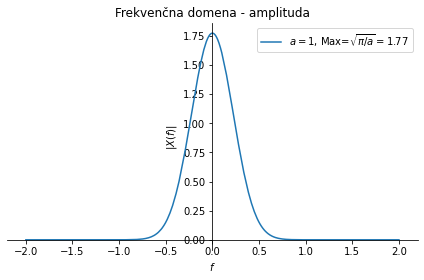 Frekvenčna domena - amplituda
a = 1, Max=√π/a = 1.77
1.75
1.50
1.25
1.00
0.75
0.50
0.25
0.00
|X(f)|
−2.0 −1.5 −1.0 −0.5 0.0 0.5 1.0 1.5 2.0
f